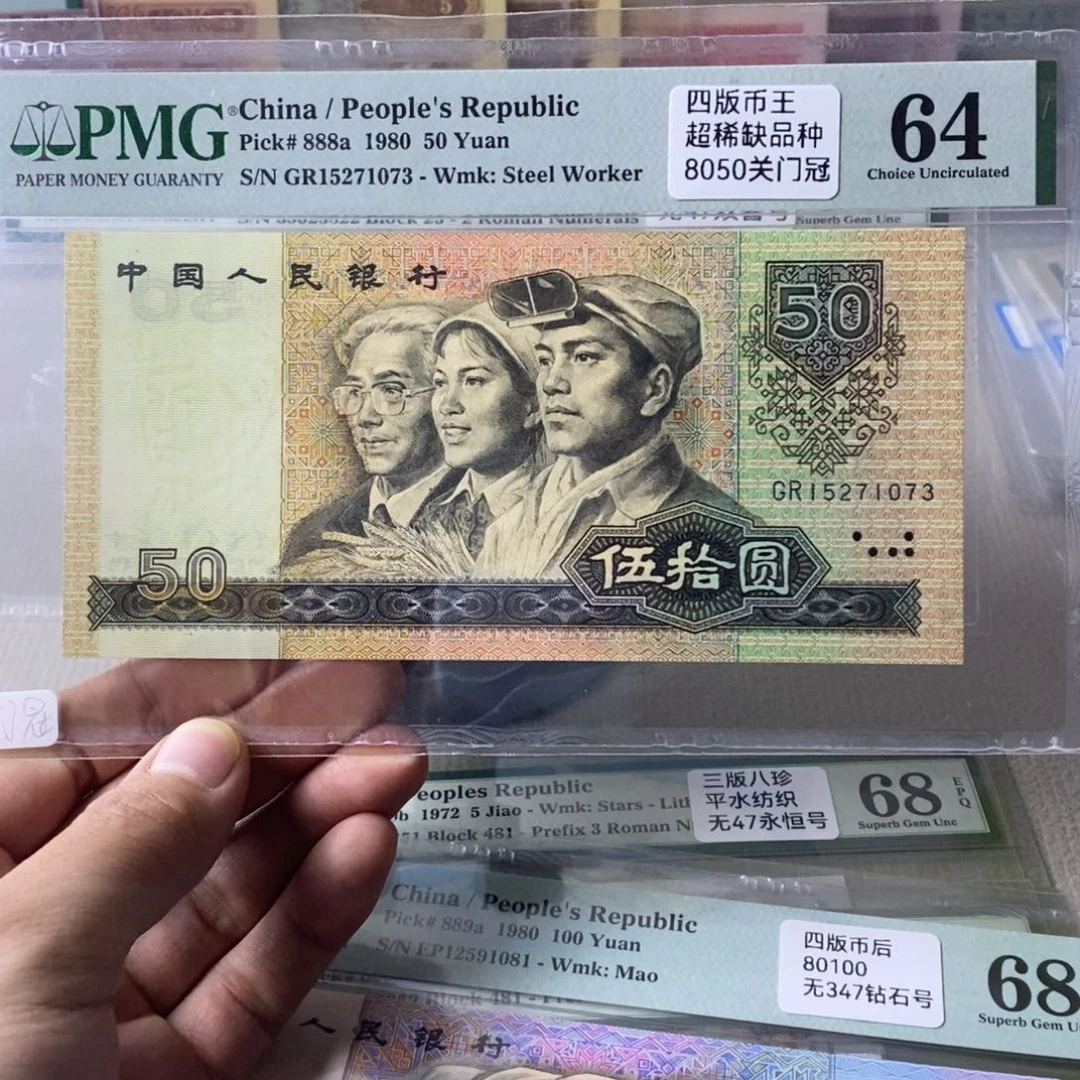 PMG®
PAPER MONEY GUARANTY
China / People's Republic
Pick# 888a 1980 50 Yuan
S/N GR15271073 - Wmk: Steel Worker
四版币王
超稀缺品种
8050关门冠
64
Choice Uncirculated
2 Roman Numerals
Superb Gem Unc
中国人民银行
50
GR15271073
伍拾圆
50
冠
Peoples Republic
1972 5 Jiao - Wmk: Stars - Lith
Block 481 - Prefix 3 Roman N
三版八珍
平水纺织
无47永恒号
68
EPQ
Superb Gem Unc
China / People's Republic
Pick# 889a 1980 100 Yuan
S/N EP12591081 - Wmk: Mao
四版币后
80100
无347钻石号
68
Superb Gem U
人民银行